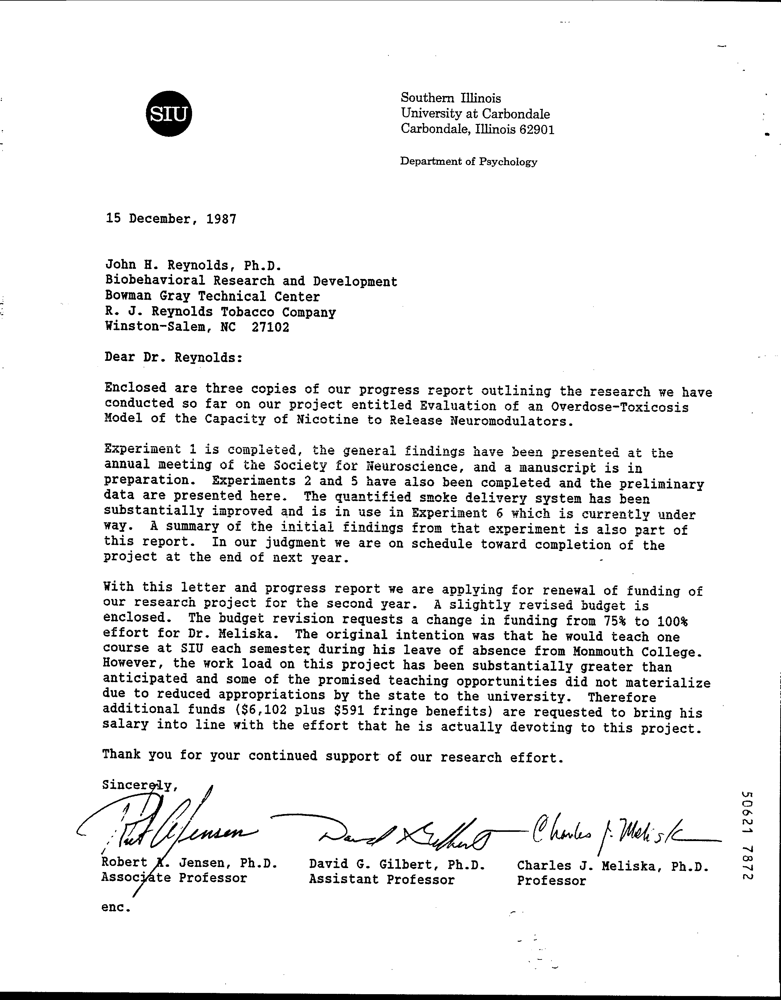 SIU
Southern Illinois
University at Carbondale
Carbondale, Illinois 62901
Department of Psychology
15 December, 1987
John H. Reynolds, Ph.D.
Biobehavioral Research and Development
Bowman Gray Technical Center
R. J. Reynolds Tobacco Company
Winston-Salem, NC 27102
Dear Dr. Reynolds:
Enclosed are three copies of our progress report outlining the research we have
conducted so far on our project entitled Evaluation of an Overdose-Toxicosis
Model of the Capacity of Nicotine to Release Neuromodulators.
Experiment 1 is completed, the general findings have been presented at the
annual meeting of the Society for Neuroscience, and a manuscript is in
preparation. Experiments 2 and 5 have also been completed and the preliminary
data are presented here. The quantified smoke delivery system has been
substantially improved and is in use in Experiment 6 which is currently under
way. A summary of the initial findings from that experiment is also part of
this report. In our judgment we are on schedule toward completion of the
project at the end of next year.
With this letter and progress report we are applying for renewal of funding of
our research project for the second year. A slightly revised budget is
enclosed. The budget revision requests a change in funding from 75% to 100%
effort for Dr. Meliska. The original intention was that he would teach one
course at SIU each semester during his leave of absence from Monmouth College.
However, the work load on this project has been substantially greater than
anticipated and some of the promised teaching opportunities did not materialize
due to reduced appropriations by the state to the university. Therefore
additional funds ($6,102 plus $591 fringe benefits) are requested to bring his
salary into line with the effort that he is actually devoting to this project.
Thank you for your continued support of our research effort.
Sincerely,
Charles J. Meliska
Robert A. Jensen, Ph.D. David G. Gilbert, Ph.D. Charles J. Meliska, Ph.D.
Associate Professor Assistant Professor Professor
enc.
50621 7872